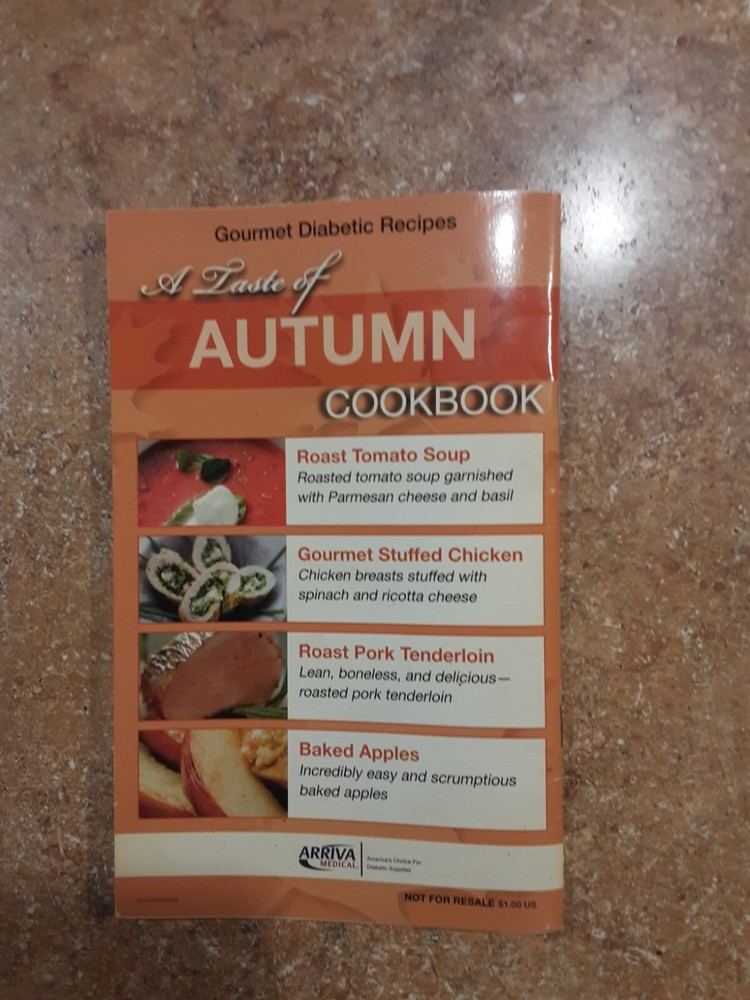 Gourmet Diabetic Recipes
A Taste of
AUTUMN
COOKBOOK
Roast Tomato Soup
Roasted tomato soup garnished
with Parmesan cheese and basil
Gourmet Stuffed Chicken
Chicken breasts stuffed with
spinach and ricotta cheese
Roast Pork Tenderloin
Lean, boneless, and delicious—
roasted pork tenderloin
Baked Apples
Incredibly easy and scrumptious
baked apples
ARRIVA
MEDICAL
America's Choice For
Diabetic Supplies
NOT FOR RESALE $1.00 US